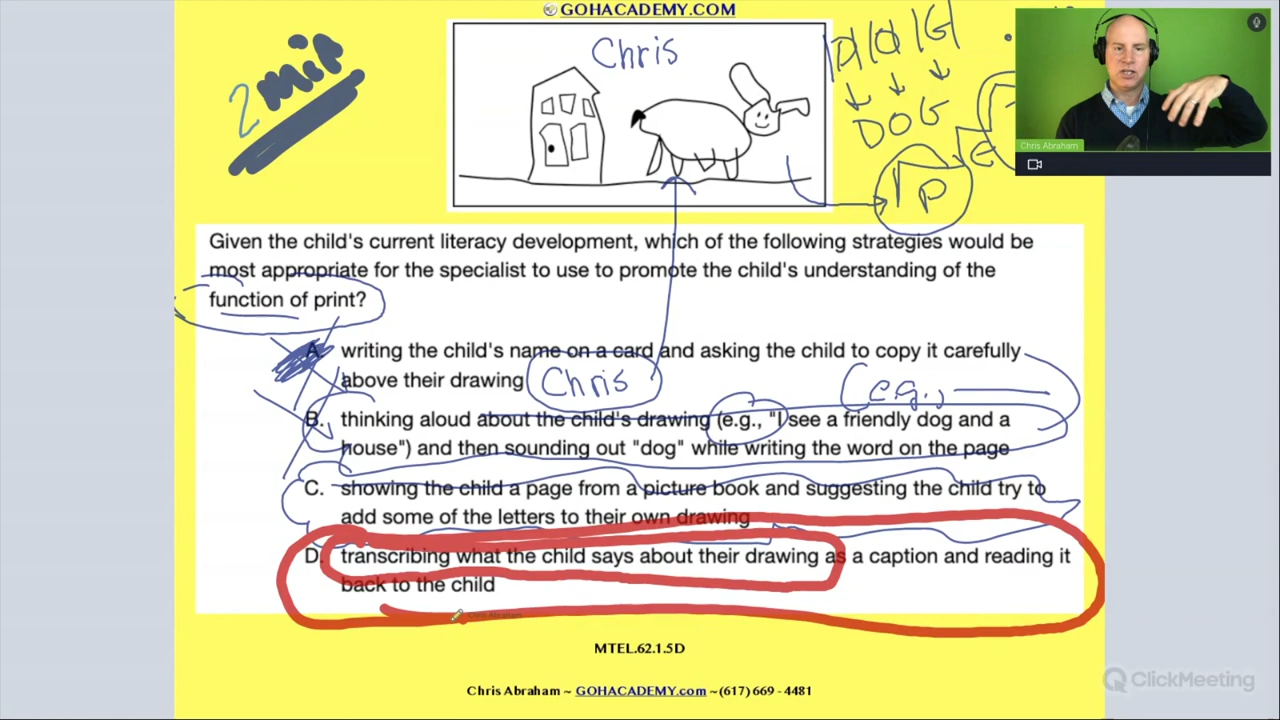 GOHACADEMY.COM
2 min
Chris
D O G
DOG
P
Chris Abraham
Given the child's current literacy development, which of the following strategies would be
most appropriate for the specialist to use to promote the child's understanding of the
function of print?
A. writing the child's name on a card and asking the child to copy it carefully
above their drawing
Chris
(e.g.,
B. thinking aloud about the child's drawing (e.g., "I see a friendly dog and a
house") and then sounding out "dog" while writing the word on the page
C. showing the child a page from a picture book and suggesting the child try to
add some of the letters to their own drawing
D. transcribing what the child says about their drawing as a caption and reading it
back to the child
Chris Abraham
MTEL.62.1.5D
Chris Abraham ~ GOHACADEMY.com ~(617) 669 - 4481
ClickMeeting